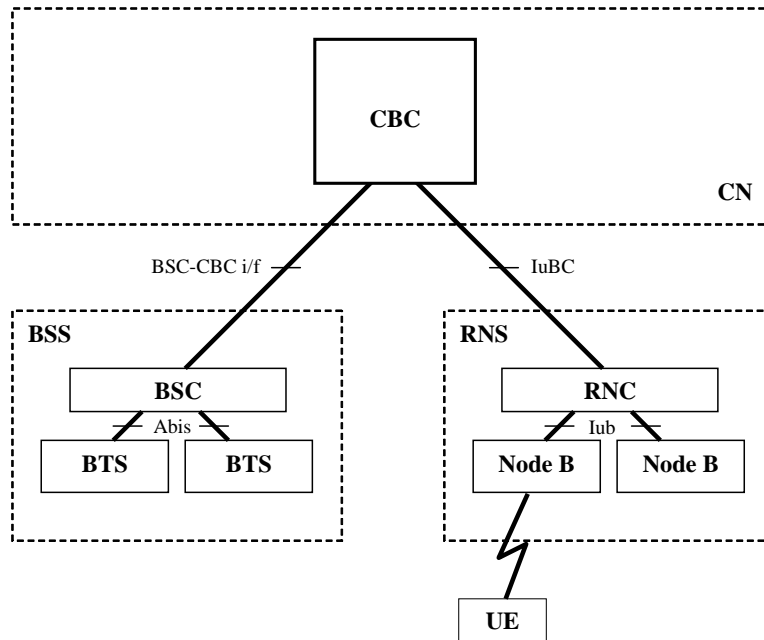 CBC
CN
BSC-CBC i/f
IuBC
BSS
RNS
BSC
RNC
Abis
Iub
BTS
BTS
Node B
Node B
UE